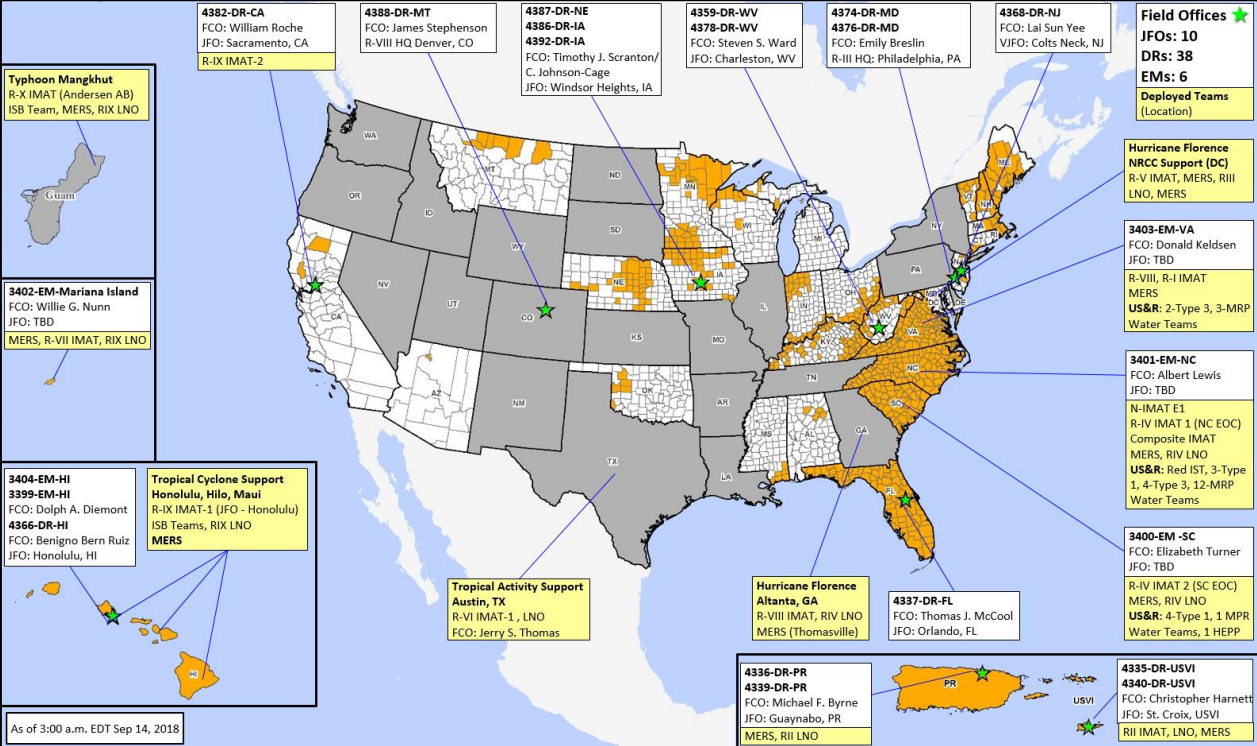 4382-DR-CA
FCO: William Roche
JFO: Sacramento, CA
R-IX IMAT-2
4388-DR-MT
FCO: James Stephenson
R-VIII HQ Denver, CO
4387-DR-NE
4386-DR-IA
4392-DR-IA
FCO: Timothy J. Scranton/
C. Johnson-Cage
JFO: Windsor Heights, IA
4359-DR-WV
4378-DR-WV
FCO: Steven S. Ward
JFO: Charleston, WV
4374-DR-MD
4376-DR-MD
FCO: Emily Breslin
R-III HQ: Philadelphia, PA
4368-DR-NJ
FCO: Lai Sun Yee
VJFO: Colts Neck, NJ
Field Offices
JFOs: 10
DRs: 38
EMs: 6
Deployed Teams
(Location)
Typhoon Mangkhut
R-X IMAT (Andersen AB)
ISB Team, MERS, RIX LNO
Guam
Hurricane Florence
NRCC Support (DC)
R-V IMAT, MERS, RIII
LNO, MERS
3403-EM-VA
FCO: Donald Keldsen
JFO: TBD
R-VIII, R-I IMAT
MERS
US&R: 2-Type 3, 3-MRP
Water Teams
3402-EM-Mariana Island
FCO: Willie G. Nunn
JFO: TBD
MERS, R-VII IMAT, RIX LNO
3401-EM-NC
FCO: Albert Lewis
JFO: TBD
N-IMAT E1
R-IV IMAT 1 (NC EOC)
Composite IMAT
MERS, RIV LNO
US&R: Red IST, 3-Type
1, 4-Type 3, 12-MRP
Water Teams
WA
MT
ND
MN
ME
VT
NH
OR
ID
SD
WI
MI
NY
MA
CT
RI
WY
IA
PA
NJ
NV
UT
NE
IL
IN
OH
MD
DC
DE
CA
CO
KS
MO
KY
WV
VA
AZ
NM
OK
AR
TN
NC
SC
TX
LA
MS
AL
GA
FL
3404-EM-HI
3399-EM-HI
FCO: Dolph A. Diemont
4366-DR-HI
FCO: Benigno Bern Ruiz
JFO: Honolulu, HI
Tropical Cyclone Support
Honolulu, Hilo, Maui
R-IX IMAT-1 (JFO - Honolulu)
ISB Teams, RIX LNO
MERS
HI
3400-EM -SC
FCO: Elizabeth Turner
JFO: TBD
R-IV IMAT 2 (SC EOC)
MERS, RIV LNO
US&R: 4-Type 1, 1 MPR
Water Teams, 1 HEPP
Tropical Activity Support
Austin, TX
R-VI IMAT-1 , LNO
FCO: Jerry S. Thomas
Hurricane Florence
Altanta, GA
R-VIII IMAT, RIV LNO
MERS (Thomasville)
4337-DR-FL
FCO: Thomas J. McCool
JFO: Orlando, FL
4336-DR-PR
4339-DR-PR
FCO: Michael F. Byrne
JFO: Guaynabo, PR
MERS, RII LNO
PR
USVI
4335-DR-USVI
4340-DR-USVI
FCO: Christopher Harnett
JFO: St. Croix, USVI
RII IMAT, LNO, MERS
As of 3:00 a.m. EDT Sep 14, 2018